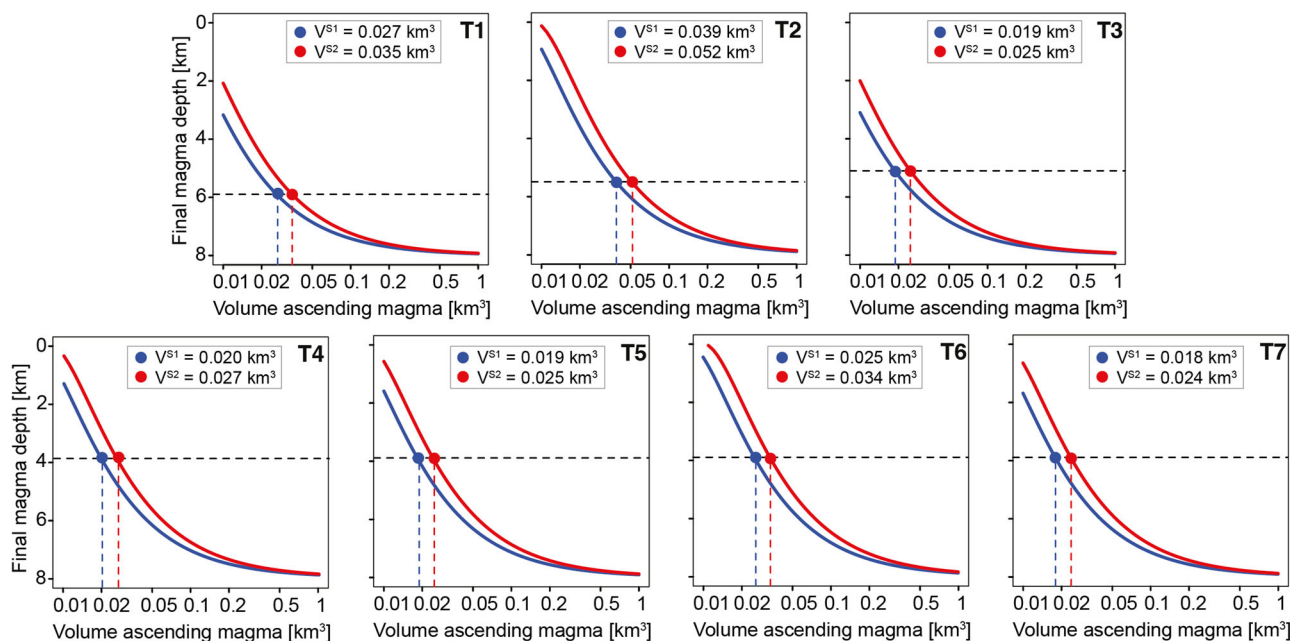 T1
V^S1 = 0.027 km³
V^S2 = 0.035 km³
T2
V^S1 = 0.039 km³
V^S2 = 0.052 km³
T3
V^S1 = 0.019 km³
V^S2 = 0.025 km³
Final magma depth [km]
0
2
4
6
8
0.01 0.02 0.05 0.1 0.2 0.5 1
0.01 0.02 0.05 0.1 0.2 0.5 1
0.01 0.02 0.05 0.1 0.2 0.5 1
Volume ascending magma [km³]
Volume ascending magma [km³]
Volume ascending magma [km³]
T4
V^S1 = 0.020 km³
V^S2 = 0.027 km³
T5
V^S1 = 0.019 km³
V^S2 = 0.025 km³
T6
V^S1 = 0.025 km³
V^S2 = 0.034 km³
T7
V^S1 = 0.018 km³
V^S2 = 0.024 km³
Final magma depth [km]
0
2
4
6
8
0.01 0.02 0.05 0.1 0.2 0.5 1
0.01 0.02 0.05 0.1 0.2 0.5 1
0.01 0.02 0.05 0.1 0.2 0.5 1
0.01 0.02 0.05 0.1 0.2 0.5 1
Volume ascending magma [km³]
Volume ascending magma [km³]
Volume ascending magma [km³]
Volume ascending magma [km³]